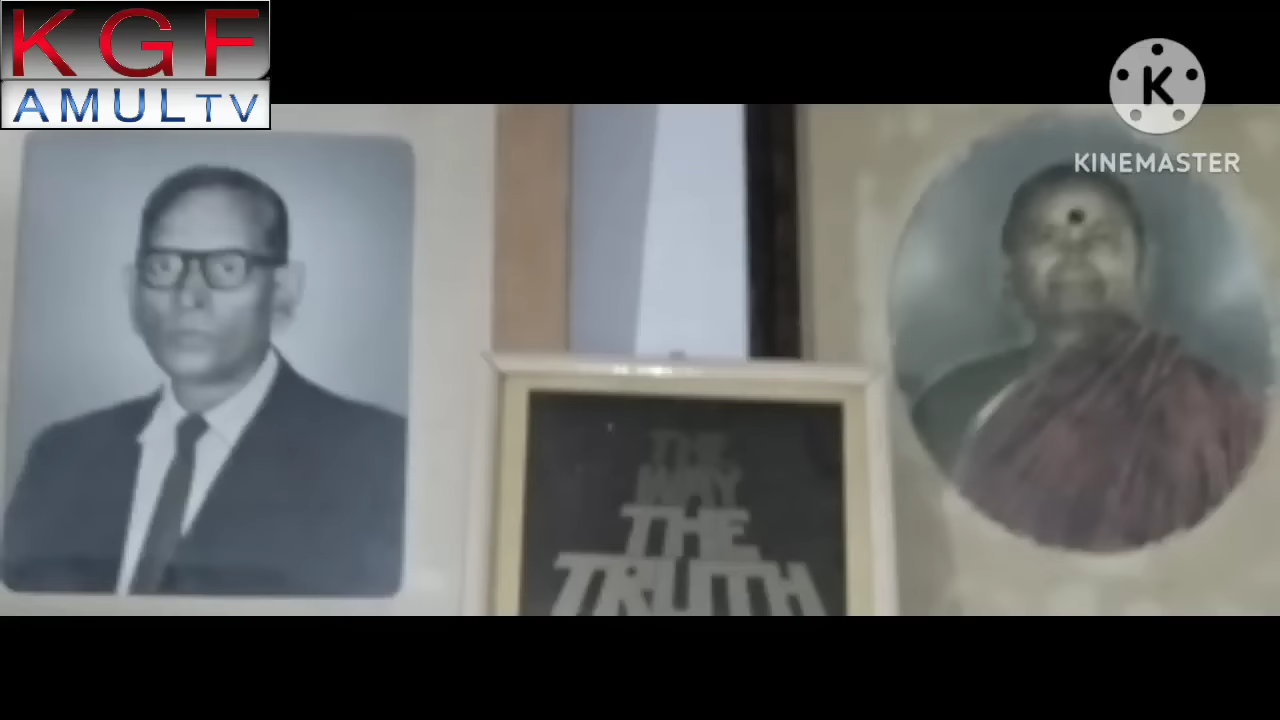 KGF
AMULTV
K
KINEMASTER
THE
WAY
THE
TRUTH